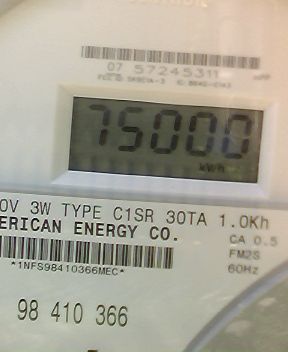 07 57245311
75000
kWh
0V 3W TYPE C1SR 30TA 1.0Kh
ERICAN ENERGY CO.
CA 0.5
FM2S
60Hz
*1NFS98410366MEC*
98 410 366